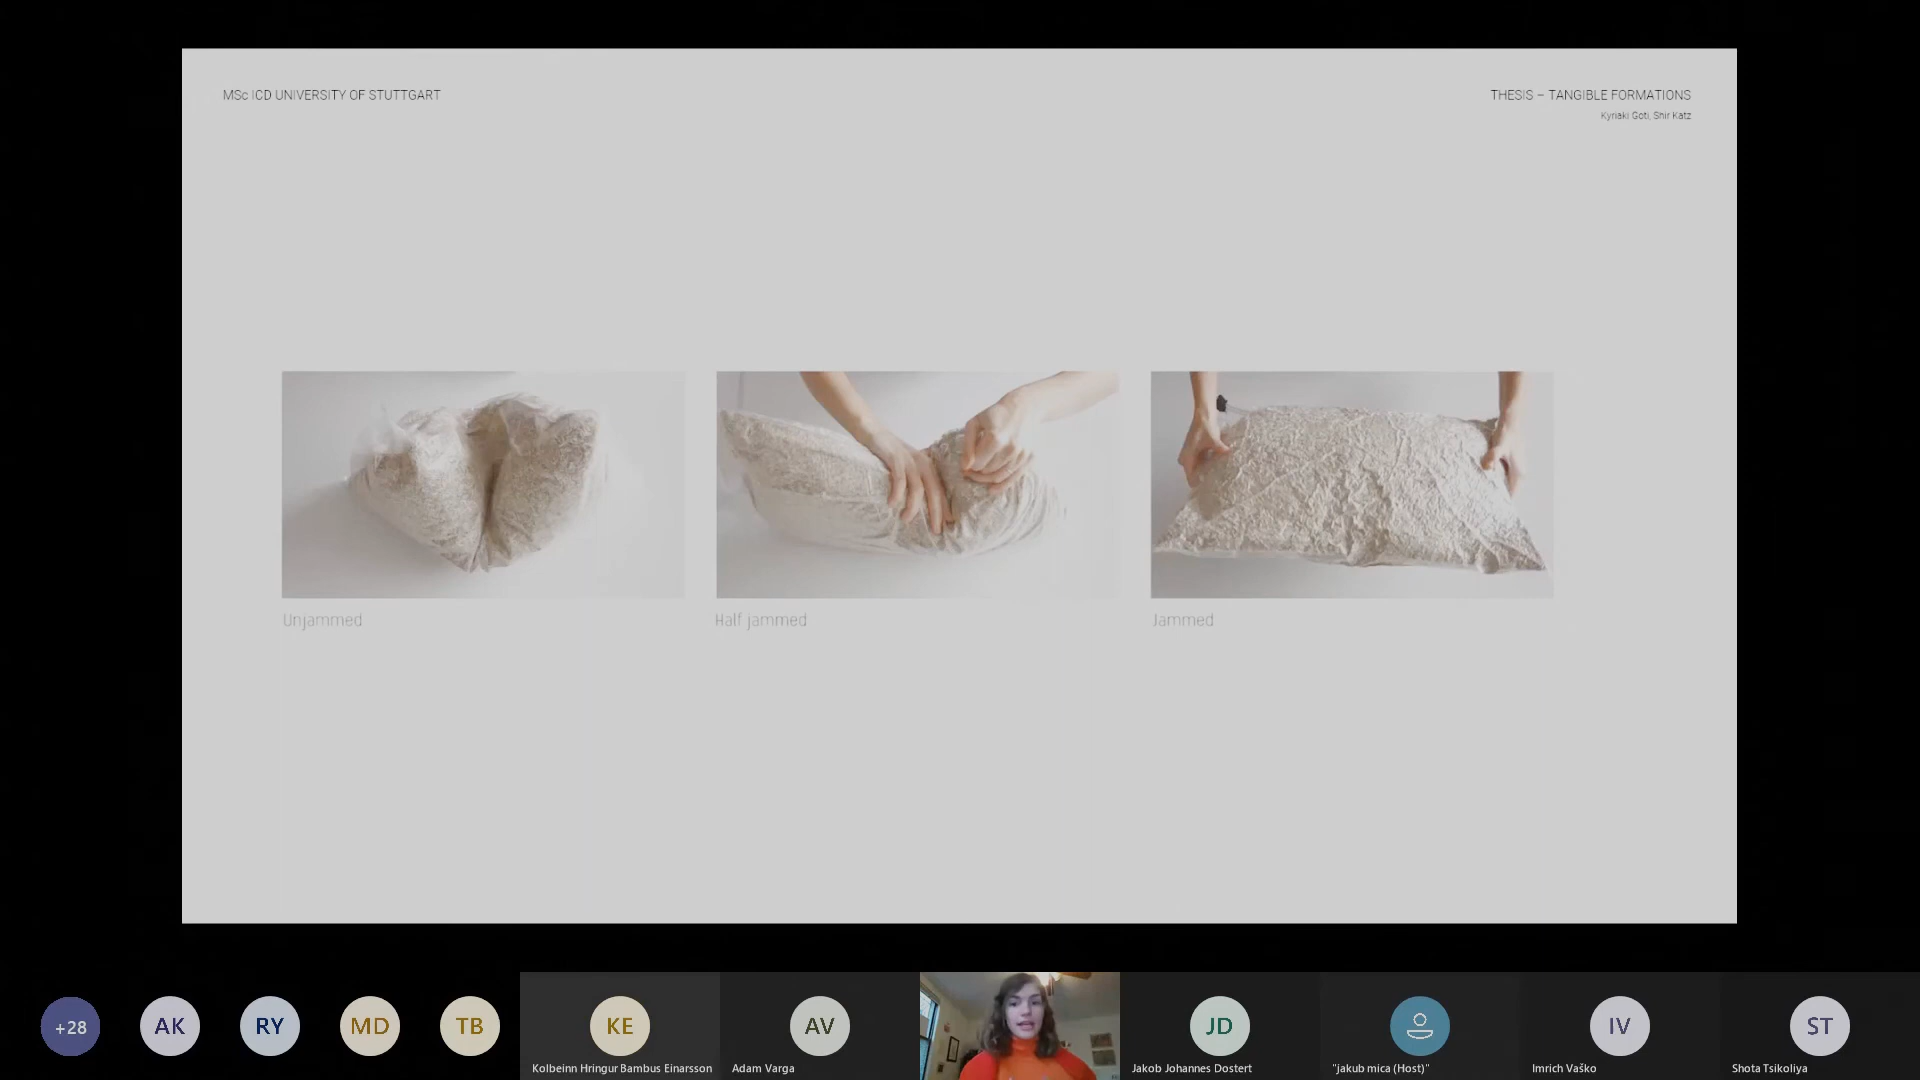 MSc ICD UNIVERSITY OF STUTTGART
THESIS – TANGIBLE FORMATIONS
Kyriaki Goti, Shir Katz
Unjammed
Half jammed
Jammed
+28
AK
RY
MD
TB
KE
AV
JD
IV
ST
Kolbeinn Hringur Bambus Einarsson
Adam Varga
Jakob Johannes Dostert
"jakub mica (Host)"
Imrich Vaško
Shota Tsikoliya